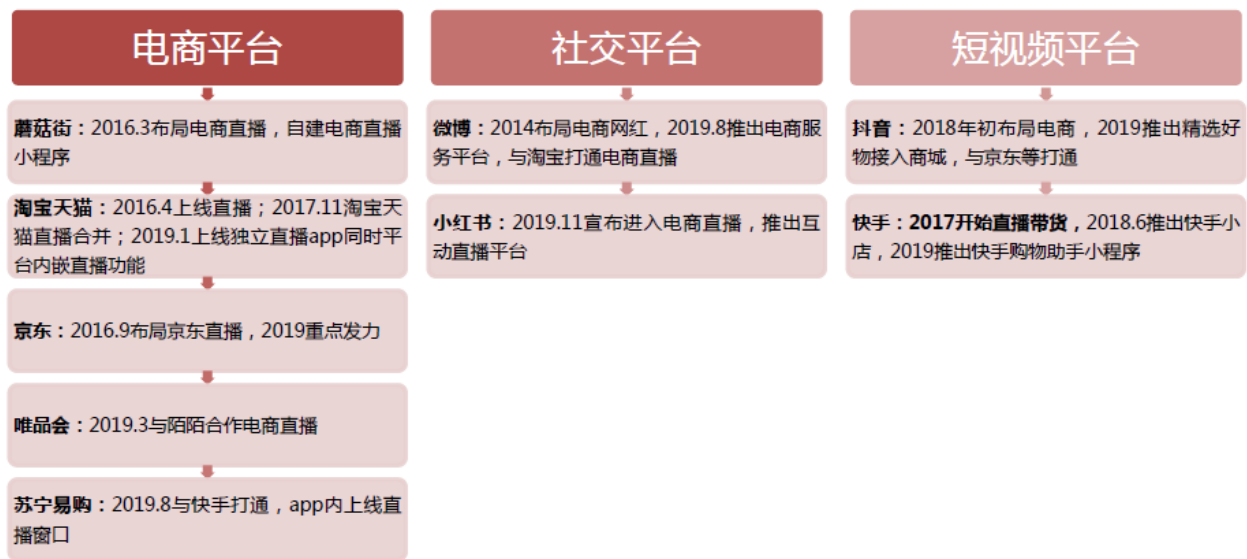 电商平台
蘑菇街：2016.3布局电商直播，自建电商直播
小程序
淘宝天猫：2016.4上线直播；2017.11淘宝天
猫直播合并；2019.1上线独立直播app同时平
台内嵌直播功能
京东：2016.9布局京东直播，2019重点发力
唯品会：2019.3与陌陌合作电商直播
苏宁易购：2019.8与快手打通，app内上线直
播窗口
社交平台
微博：2014布局电商网红，2019.8推出电商服
务平台，与淘宝打通电商直播
小红书：2019.11宣布进入电商直播，推出互
动直播平台
短视频平台
抖音：2018年初布局电商，2019推出精选好
物接入商城，与京东等打通
快手：2017开始直播带货，2018.6推出快手小
店，2019推出快手购物助手小程序